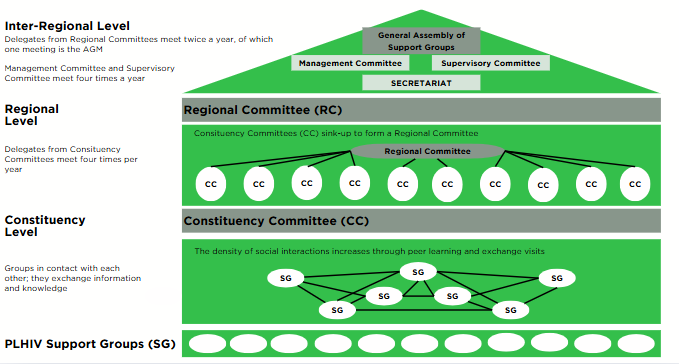 Inter-Regional Level
Delegates from Regional Committees meet twice a year, of which
one meeting is the AGM
Management Committee and Supervisory
Committee meet four times a year
General Assembly of
Support Groups
Management Committee
Supervisory Committee
SECRETARIAT
Regional
Level
Regional Committee (RC)
Delegates from Consituency
Committees meet four times per
year
Consituency Committees (CC) sink-up to form a Regional Committee
Regional Committee
CC
CC
CC
CC
CC
CC
CC
CC
CC
CC
Constituency
Level
Constituency Committee (CC)
Groups in contact with each
other; they exchange information
and knowledge
The density of social interactions increases through peer learning and exchange visits
SG
SG
SG
SG
SG
SG
SG
PLHIV Support Groups (SG)